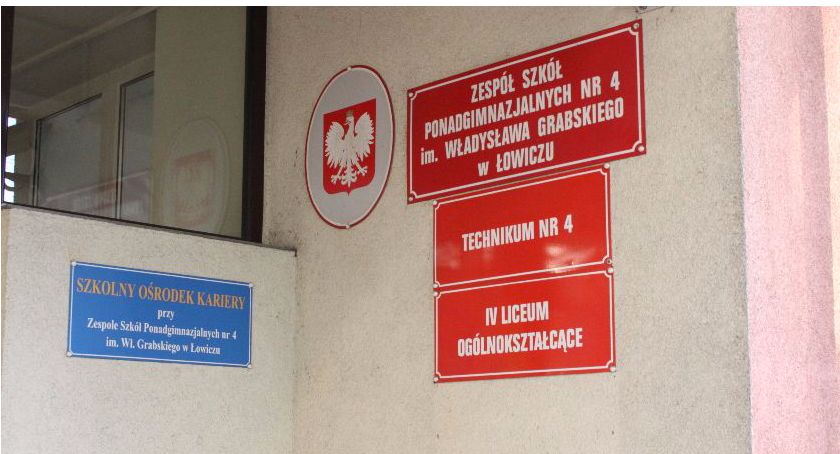 ZESPÓŁ SZKÓŁ
PONADGIMNAZJALNYCH NR 4
im. WŁADYSŁAWA GRABSKIEGO
w ŁOWICZU
TECHNIKUM NR 4
IV LICEUM
OGÓLNOKSZTAŁCĄCE
SZKOLNY OŚRODEK KARIERY
przy
Zespole Szkół Ponadgimnazjalnych nr 4
im. Wł. Grabskiego w Łowiczu